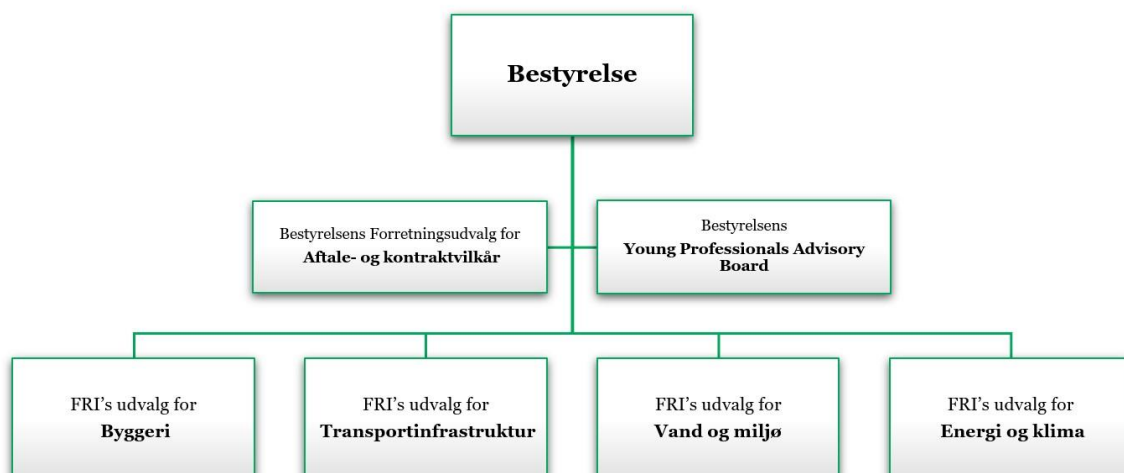 Bestyrelse
Bestyrelsens Forretningsudvalg for
Aftale- og kontraktvilkår
Bestyrelsens
Young Professionals Advisory
Board
FRI’s udvalg for
Byggeri
FRI’s udvalg for
Transportinfrastruktur
FRI’s udvalg for
Vand og miljø
FRI’s udvalg for
Energi og klima